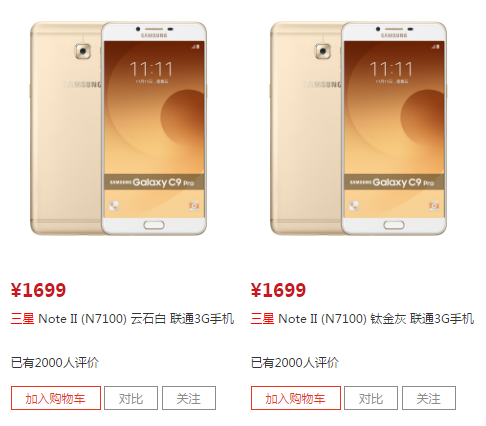 SAMSUNG
SAMSUNG
11:11
SAMSUNG Galaxy C9 Pro
SAMSUNG
SAMSUNG
11:11
SAMSUNG Galaxy C9 Pro
¥1699
三星 Note II (N7100) 云石白 联通3G手机
已有2000人评价
加入购物车 对比 关注
¥1699
三星 Note II (N7100) 钛金灰 联通3G手机
已有2000人评价
加入购物车 对比 关注